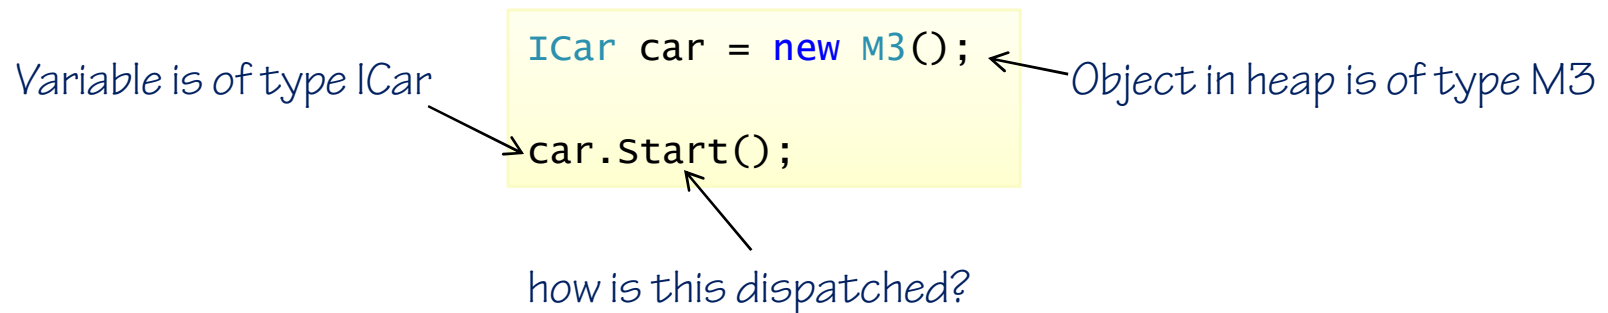 ICar car = new M3();
Variable is of type ICar
Object in heap is of type M3
car.Start();
how is this dispatched?